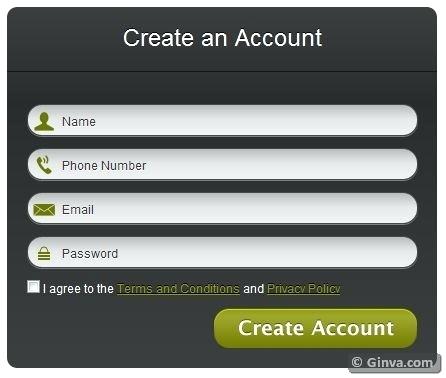 Create an Account
Name
Phone Number
Email
Password
I agree to the Terms and Conditions and Privacy Policy
Create Account
© Ginva.com